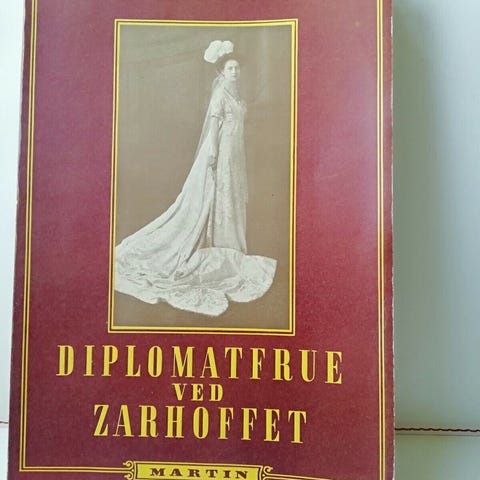 DIPLOMATFRUE
VED
ZARHOFFET
MARTIN